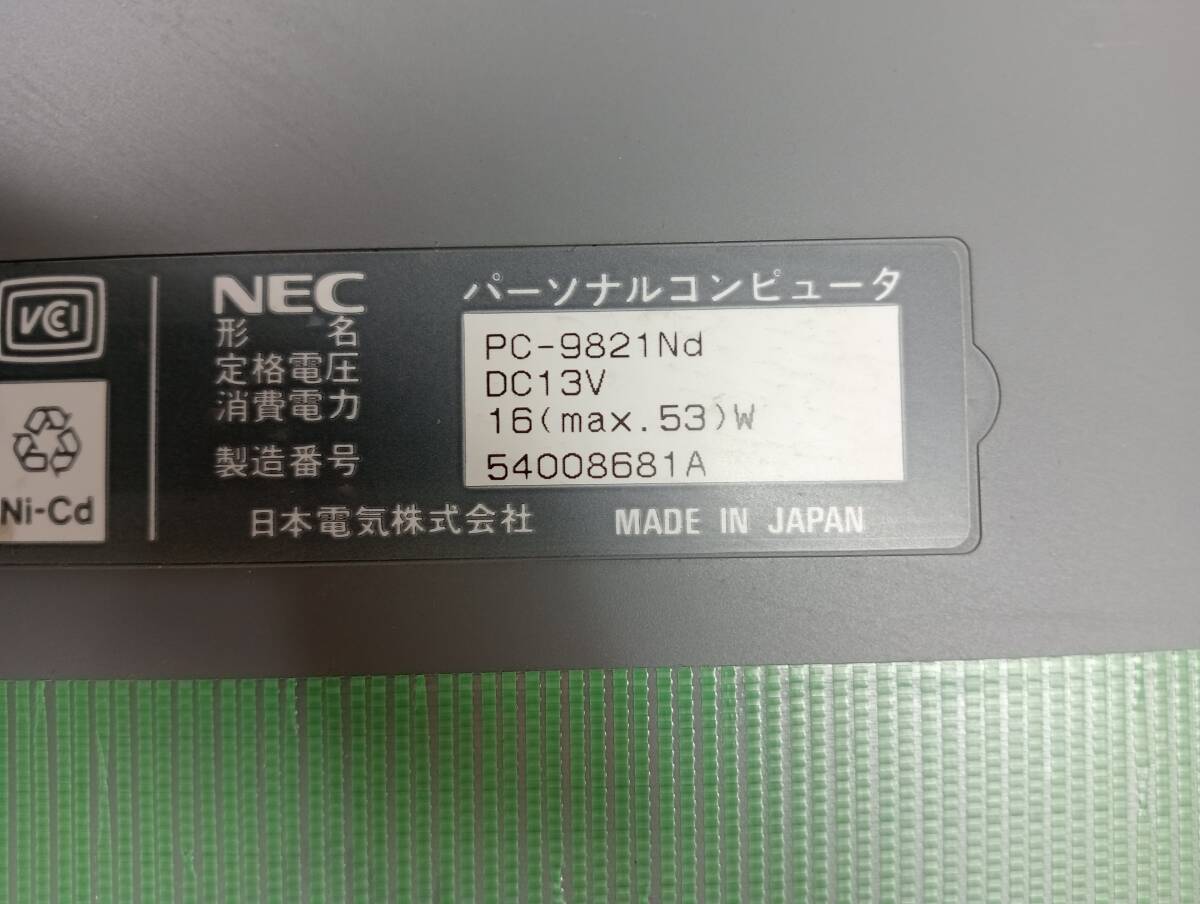 VCI
Ni-Cd
NEC パーソナルコンピュータ
形名 PC-9821Nd
定格電圧 DC13V
消費電力 16(max.53)W
製造番号 54008681A
日本電気株式会社 MADE IN JAPAN